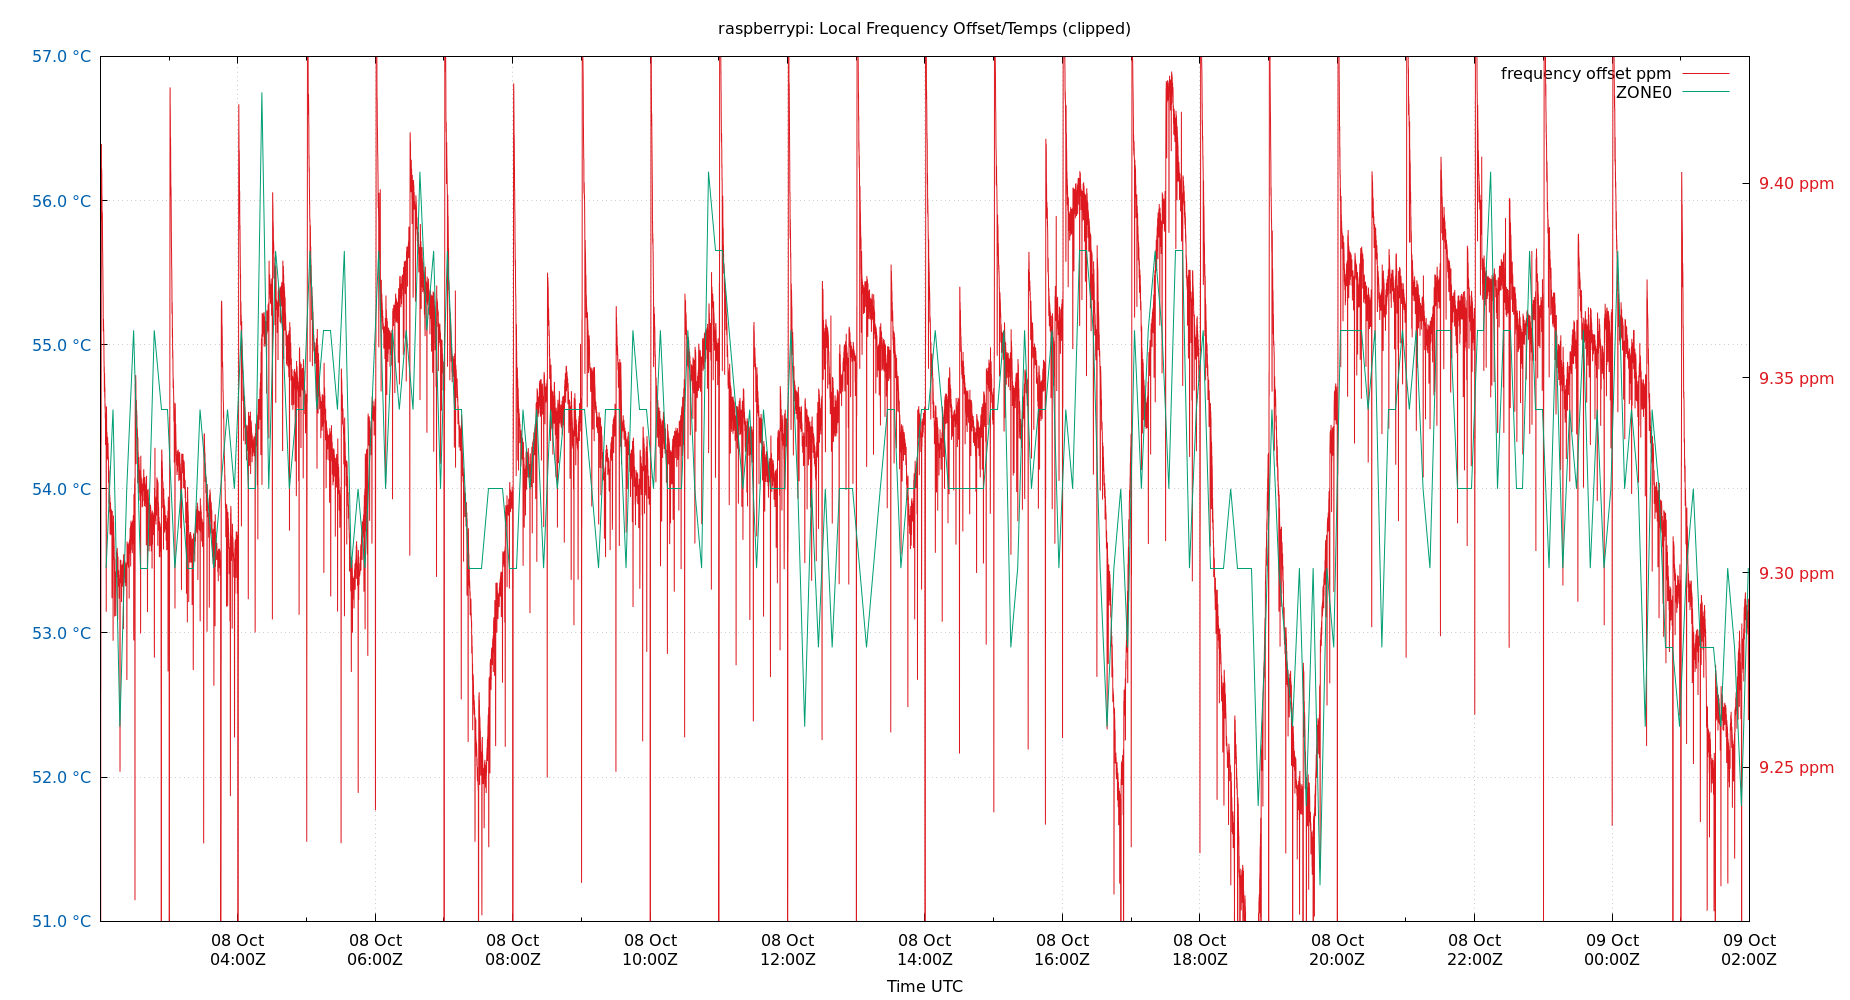 raspberrypi: Local Frequency Offset/Temps (clipped)
57.0 °C
56.0 °C
55.0 °C
54.0 °C
53.0 °C
52.0 °C
51.0 °C
frequency offset ppm
ZONE0
9.40 ppm
9.35 ppm
9.30 ppm
9.25 ppm
08 Oct
04:00Z
08 Oct
06:00Z
08 Oct
08:00Z
08 Oct
10:00Z
08 Oct
12:00Z
08 Oct
14:00Z
08 Oct
16:00Z
08 Oct
18:00Z
08 Oct
20:00Z
08 Oct
22:00Z
09 Oct
00:00Z
09 Oct
02:00Z
Time UTC